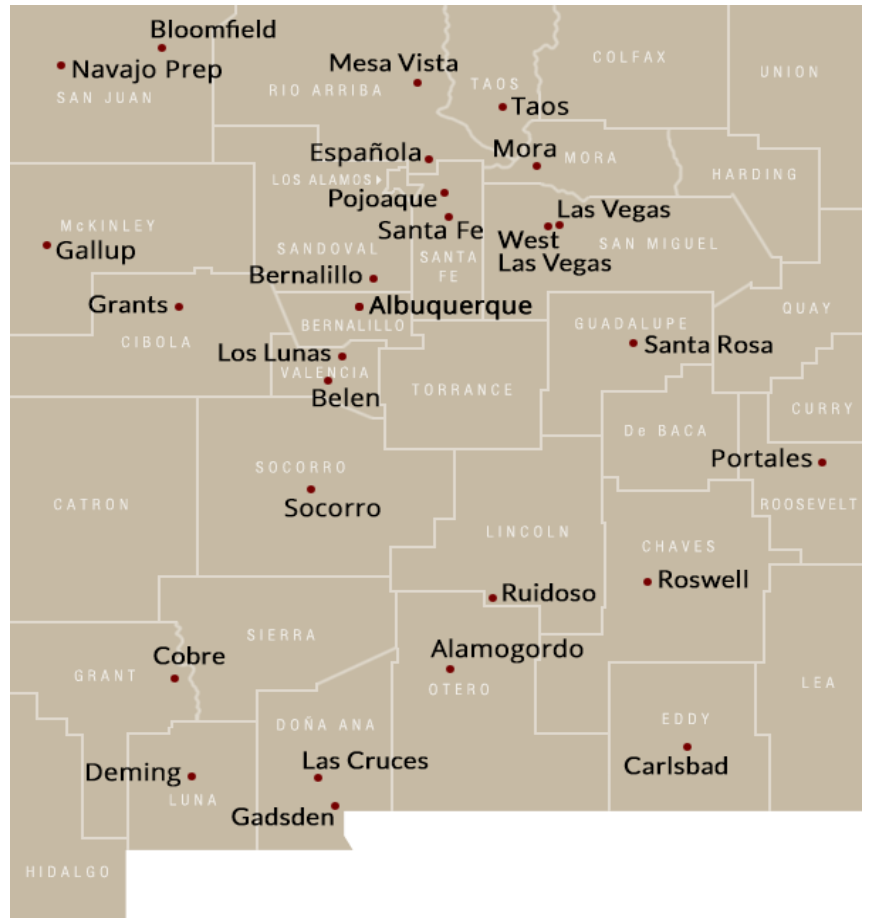 Bloomfield
Navajo Prep
SAN JUAN
Mesa Vista
RIO ARRIBA
TAOS
Taos
COLFAX
UNION
Española
LOS ALAMOS
Mora
MORA
HARDING
Pojoaque
Santa Fe
SANTA
FE
Las Vegas
West
Las Vegas
SAN MIGUEL
McKINLEY
Gallup
SANDOVAL
Bernalillo
Grants
CIBOLA
Albuquerque
BERNALILLO
GUADALUPE
Santa Rosa
QUAY
Los Lunas
VALENCIA
Belen
TORRANCE
De BACA
CURRY
Portales
ROOSEVELT
CATRON
SOCORRO
Socorro
LINCOLN
CHAVES
Roswell
Ruidoso
SIERRA
Cobre
GRANT
Alamogordo
OTERO
LEA
EDDY
Carlsbad
DOÑA ANA
Las Cruces
Deming
LUNA
Gadsden
HIDALGO